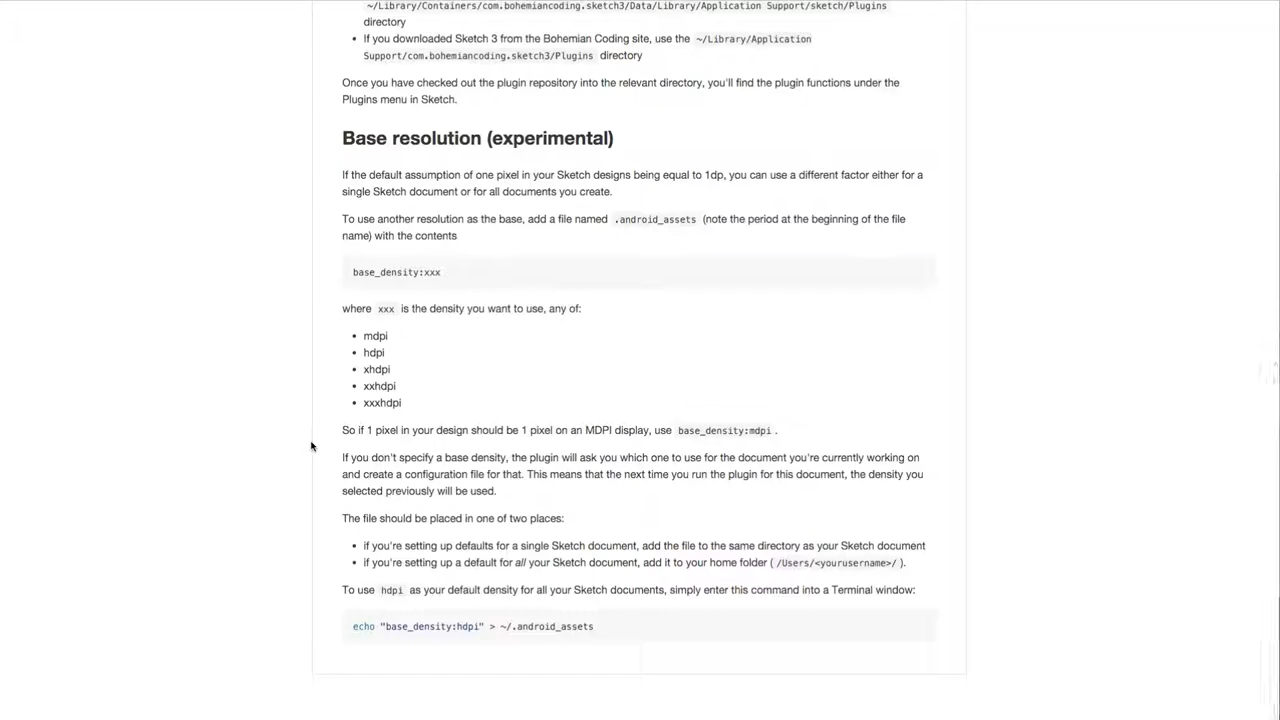 ~/Library/Containers/com.bohemiancoding.sketch3/Data/Library/Application Support/sketch/Plugins
directory
• If you downloaded Sketch 3 from the Bohemian Coding site, use the ~/Library/Application
Support/com.bohemiancoding.sketch3/Plugins directory
Once you have checked out the plugin repository into the relevant directory, you'll find the plugin functions under the
Plugins menu in Sketch.
Base resolution (experimental)
If the default assumption of one pixel in your Sketch designs being equal to 1dp, you can use a different factor either for a
single Sketch document or for all documents you create.
To use another resolution as the base, add a file named .android_assets (note the period at the beginning of the file
name) with the contents
base_density:xxx
where xxx is the density you want to use, any of:
• mdpi
• hdpi
• xhdpi
• xxhdpi
• xxxhdpi
So if 1 pixel in your design should be 1 pixel on an MDPI display, use base_density:mdpi.
If you don't specify a base density, the plugin will ask you which one to use for the document you're currently working on
and create a configuration file for that. This means that the next time you run the plugin for this document, the density you
selected previously will be used.
The file should be placed in one of two places:
• if you're setting up defaults for a single Sketch document, add the file to the same directory as your Sketch document
• if you're setting up a default for all your Sketch document, add it to your home folder ( /Users/<yourusername>/ ).
To use hdpi as your default density for all your Sketch documents, simply enter this command into a Terminal window:
echo "base_density:hdpi" > ~/.android_assets